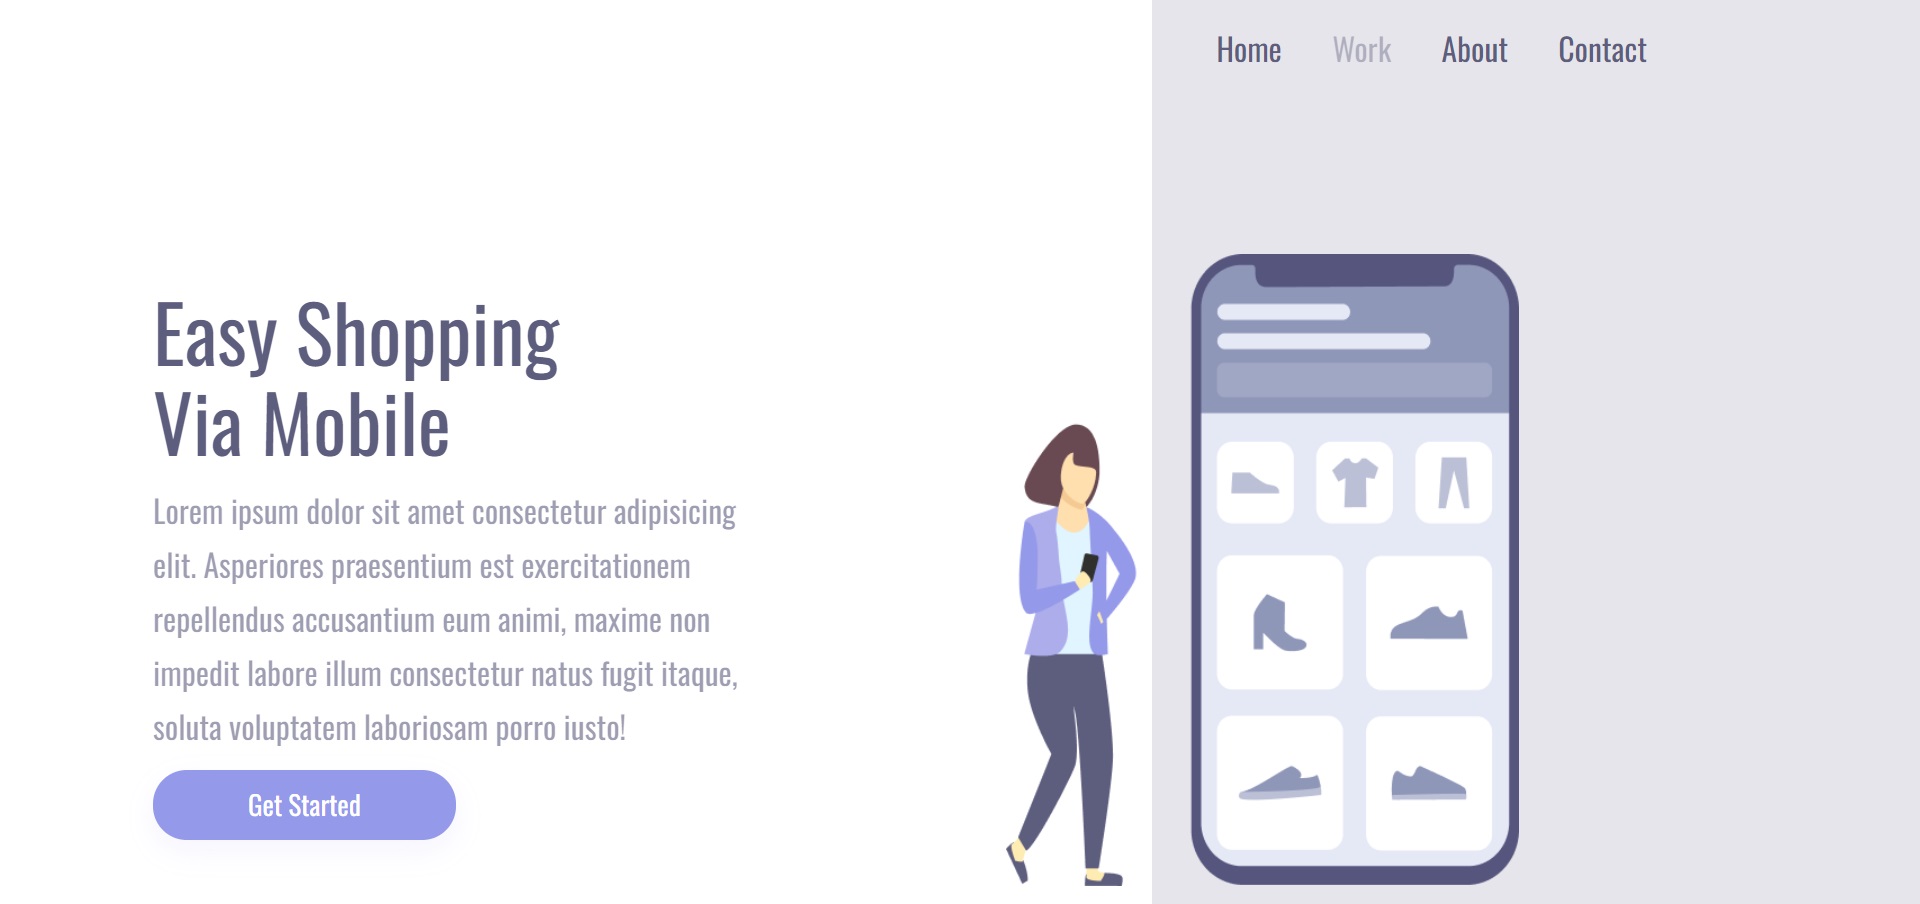 Home Work About Contact
Easy Shopping
Via Mobile
Lorem ipsum dolor sit amet consectetur adipisicing
elit. Asperiores praesentium est exercitationem
repellendus accusantium eum animi, maxime non
impedit labore illum consectetur natus fugit itaque,
soluta voluptatem laboriosam porro iusto!
Get Started